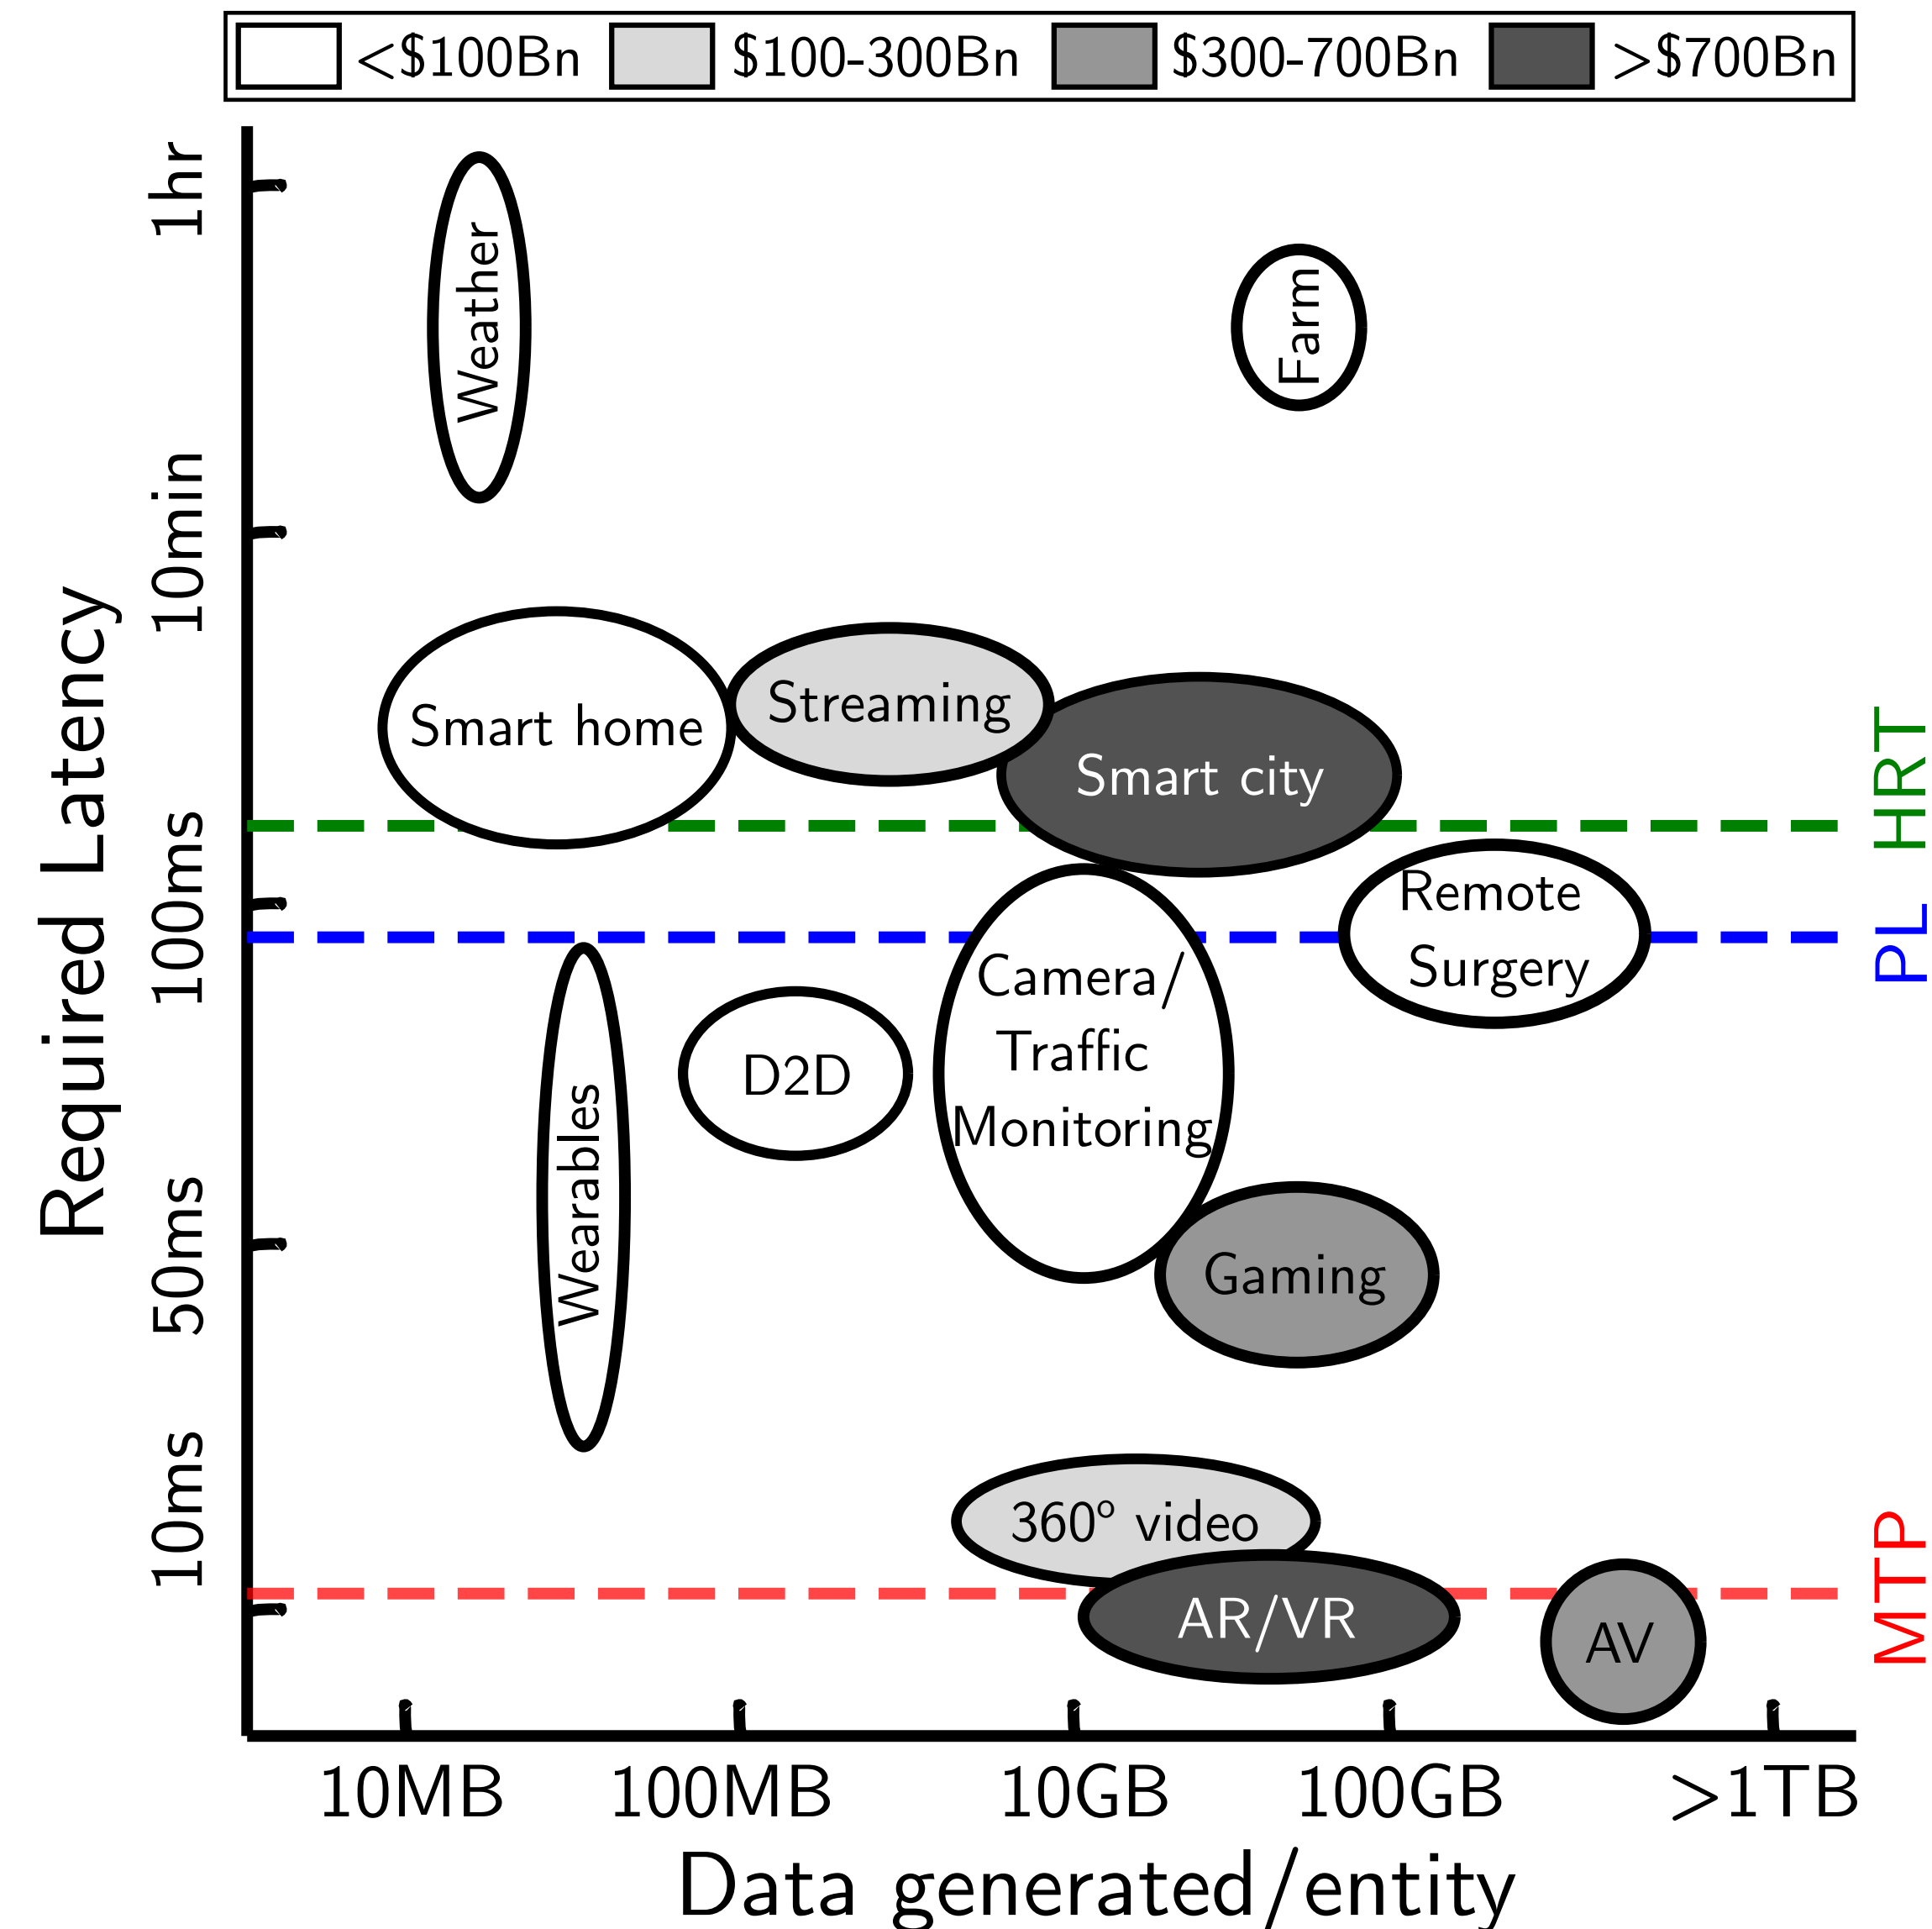 <$100Bn
$100-300Bn
$300-700Bn
>$700Bn
Required Latency
1hr
10min
100ms
50ms
10ms
Weather
Farm
Smart home
Streaming
Smart city
HRT
Remote
Surgery
PL
Camera/
Traffic
Monitoring
D2D
Wearables
Gaming
360º video
AR/VR
AV
MTP
10MB
100MB
10GB
100GB
>1TB
Data generated/entity